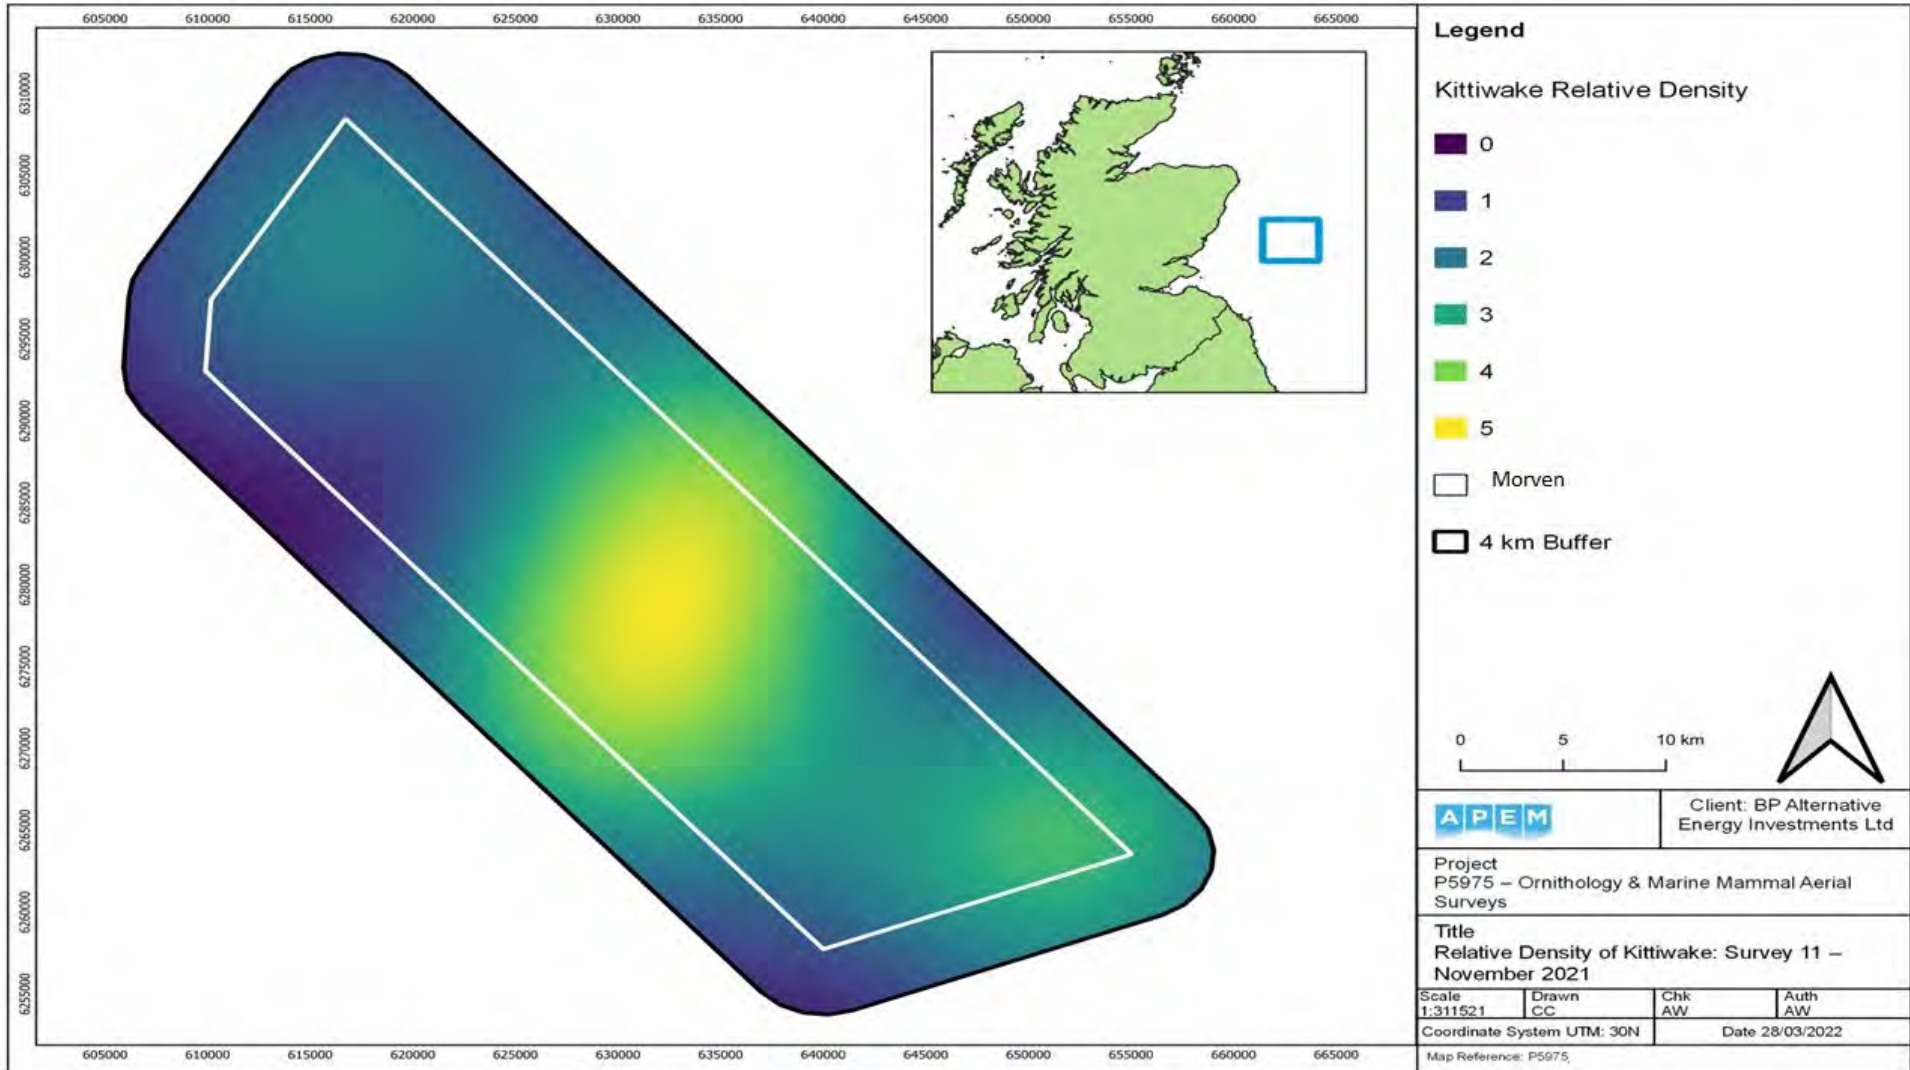 605000 610000 615000 620000 625000 630000 635000 640000 645000 650000 655000 660000 665000
6310000
6305000
6300000
6295000
6290000
6285000
6280000
6275000
6270000
6265000
6260000
6255000
605000 610000 615000 620000 625000 630000 635000 640000 645000 650000 655000 660000 665000
Legend
Kittiwake Relative Density
0
1
2
3
4
5
Morven
4 km Buffer
0 5 10 km
APEM
Client: BP Alternative
Energy Investments Ltd
Project
P5975 – Ornithology & Marine Mammal Aerial
Surveys
Title
Relative Density of Kittiwake: Survey 11 –
November 2021
Scale Drawn Chk Auth
1:311521 CC AW AW
Coordinate System UTM: 30N Date 28/03/2022
Map Reference: P5975